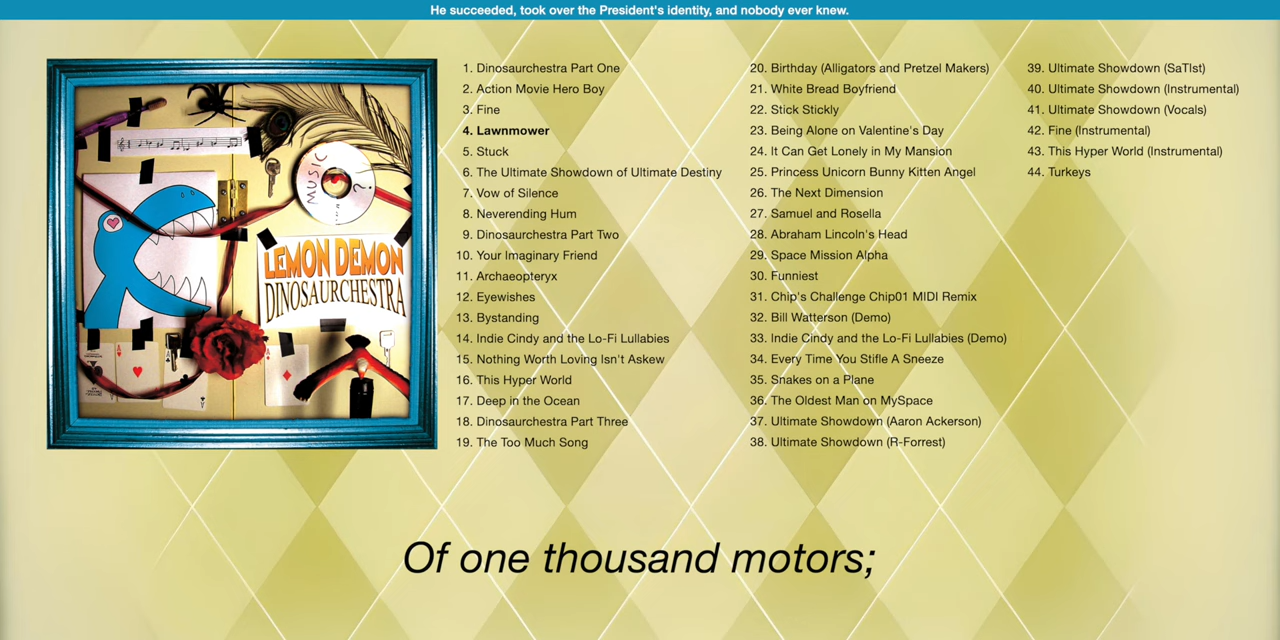 He succeeded, took over the President's identity, and nobody ever knew.
MUSIC
LEMON DEMON
DINOSAURCHESTRA
1. Dinosaurchestra Part One
2. Action Movie Hero Boy
3. Fine
4. Lawnmower
5. Stuck
6. The Ultimate Showdown of Ultimate Destiny
7. Vow of Silence
8. Neverending Hum
9. Dinosaurchestra Part Two
10. Your Imaginary Friend
11. Archaeopteryx
12. Eyewishes
13. Bystanding
14. Indie Cindy and the Lo-Fi Lullabies
15. Nothing Worth Loving Isn't Askew
16. This Hyper World
17. Deep in the Ocean
18. Dinosaurchestra Part Three
19. The Too Much Song
20. Birthday (Alligators and Pretzel Makers)
21. White Bread Boyfriend
22. Stick Stickly
23. Being Alone on Valentine's Day
24. It Can Get Lonely in My Mansion
25. Princess Unicorn Bunny Kitten Angel
26. The Next Dimension
27. Samuel and Rosella
28. Abraham Lincoln's Head
29. Space Mission Alpha
30. Funniest
31. Chip's Challenge Chip01 MIDI Remix
32. Bill Watterson (Demo)
33. Indie Cindy and the Lo-Fi Lullabies (Demo)
34. Every Time You Stifle A Sneeze
35. Snakes on a Plane
36. The Oldest Man on MySpace
37. Ultimate Showdown (Aaron Ackerson)
38. Ultimate Showdown (R-Forrest)
39. Ultimate Showdown (SaTIst)
40. Ultimate Showdown (Instrumental)
41. Ultimate Showdown (Vocals)
42. Fine (Instrumental)
43. This Hyper World (Instrumental)
44. Turkeys
Of one thousand motors;